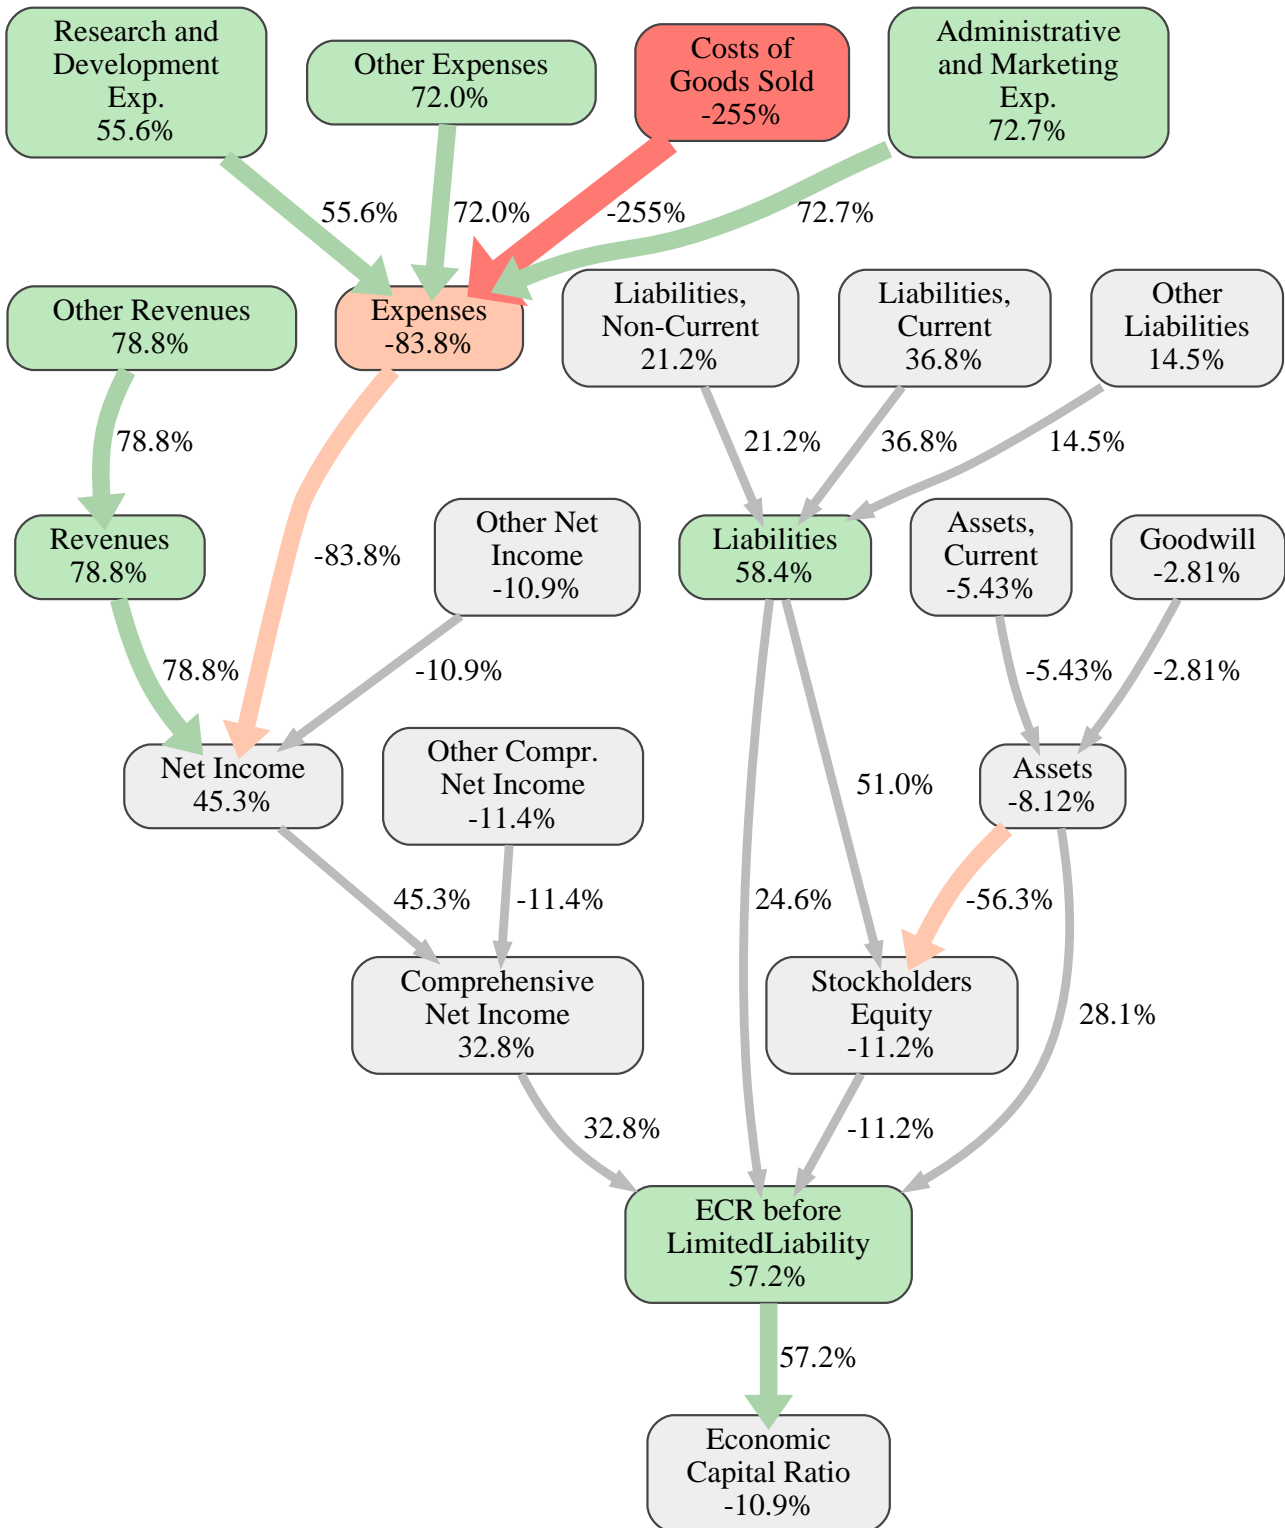 Research and
Development
Exp.
55.6%
Other Expenses
72.0%
Costs of
Goods Sold
-255%
Administrative
and Marketing
Exp.
72.7%
55.6%
72.0%
-255%
72.7%
Other Revenues
78.8%
Expenses
-83.8%
Liabilities,
Non-Current
21.2%
Liabilities,
Current
36.8%
Other
Liabilities
14.5%
78.8%
21.2%
36.8%
14.5%
Revenues
78.8%
-83.8%
Other Net
Income
-10.9%
Liabilities
58.4%
Assets,
Current
-5.43%
Goodwill
-2.81%
78.8%
-10.9%
-5.43%
-2.81%
Net Income
45.3%
Other Compr.
Net Income
-11.4%
51.0%
Assets
-8.12%
45.3%
-11.4%
24.6%
-56.3%
Comprehensive
Net Income
32.8%
Stockholders
Equity
-11.2%
28.1%
32.8%
-11.2%
ECR before
LimitedLiability
57.2%
57.2%
Economic
Capital Ratio
-10.9%